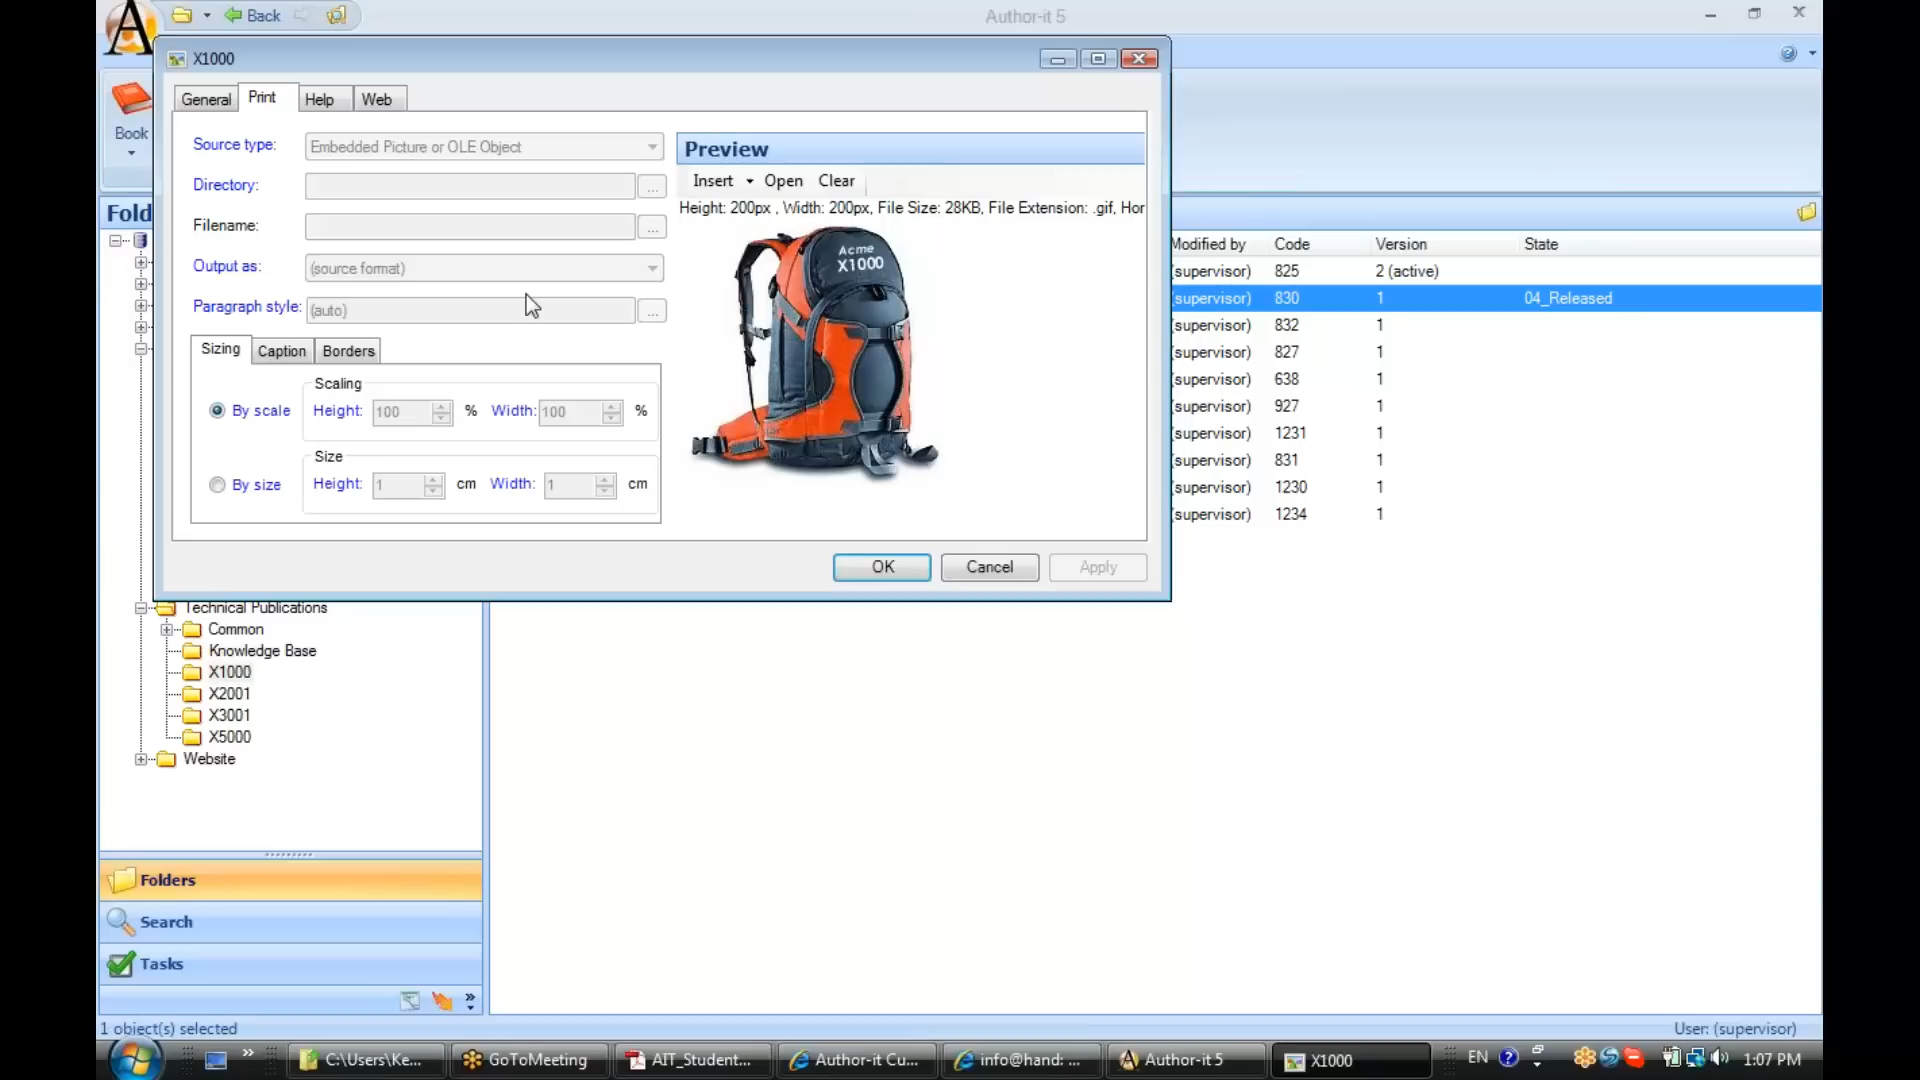 Back
Author-it 5
X1000
Book
General
Print
Help
Web
Source type:
Embedded Picture or OLE Object
Directory:
...
Filename:
...
Output as:
(source format)
Paragraph style:
(auto)
...
Sizing
Caption
Borders
Scaling
By scale
Height:
100
%
Width:
100
%
Size
By size
Height:
1
cm
Width:
1
cm
Preview
Insert
Open
Clear
Height: 200px , Width: 200px, File Size: 28KB, File Extension: .gif, Hor
Acme
X1000
OK
Cancel
Apply
Fold
Modified by Code Version State
(supervisor) 825 2 (active)
(supervisor) 830 1 04_Released
(supervisor) 832 1
(supervisor) 827 1
(supervisor) 638 1
(supervisor) 927 1
(supervisor) 1231 1
(supervisor) 831 1
(supervisor) 1230 1
(supervisor) 1234 1
Technical Publications
Common
Knowledge Base
X1000
X2001
X3001
X5000
Website
Folders
Search
Tasks
1 object(s) selected
User: (supervisor)
C:\Users\Ke...
GoToMeeting
AIT_Student...
Author-it Cu...
info@hand: ...
Author-it 5
X1000
EN
1:07 PM